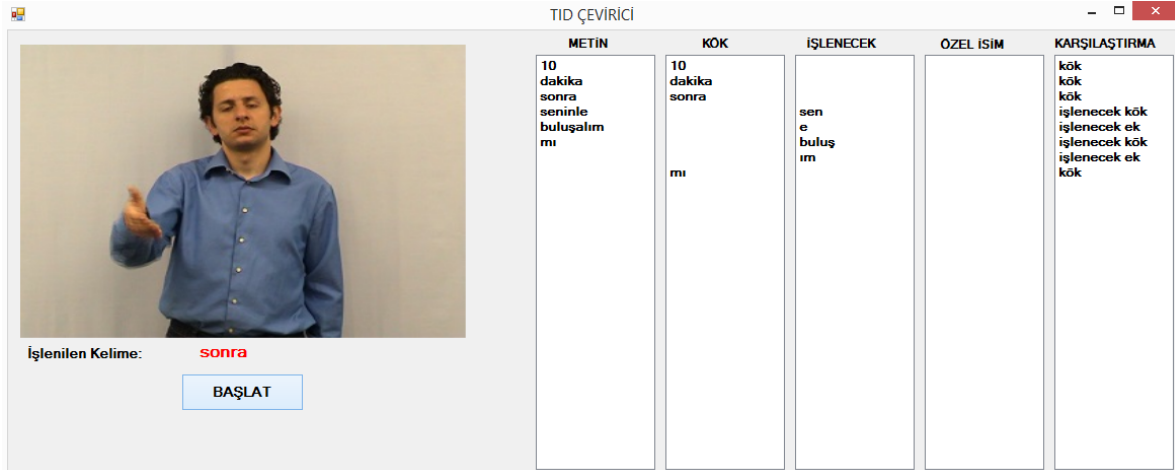 TID ÇEVİRİCİ
METİN
10
dakika
sonra
seninle
buluşalım
mı
KÖK
10
dakika
sonra
mı
İŞLENECEK
sen
e
buluş
ım
ÖZEL İSİM
KARŞILAŞTIRMA
kök
kök
kök
işlenecek kök
işlenecek ek
işlenecek kök
işlenecek ek
kök
İşlenilen Kelime: sonra
BAŞLAT